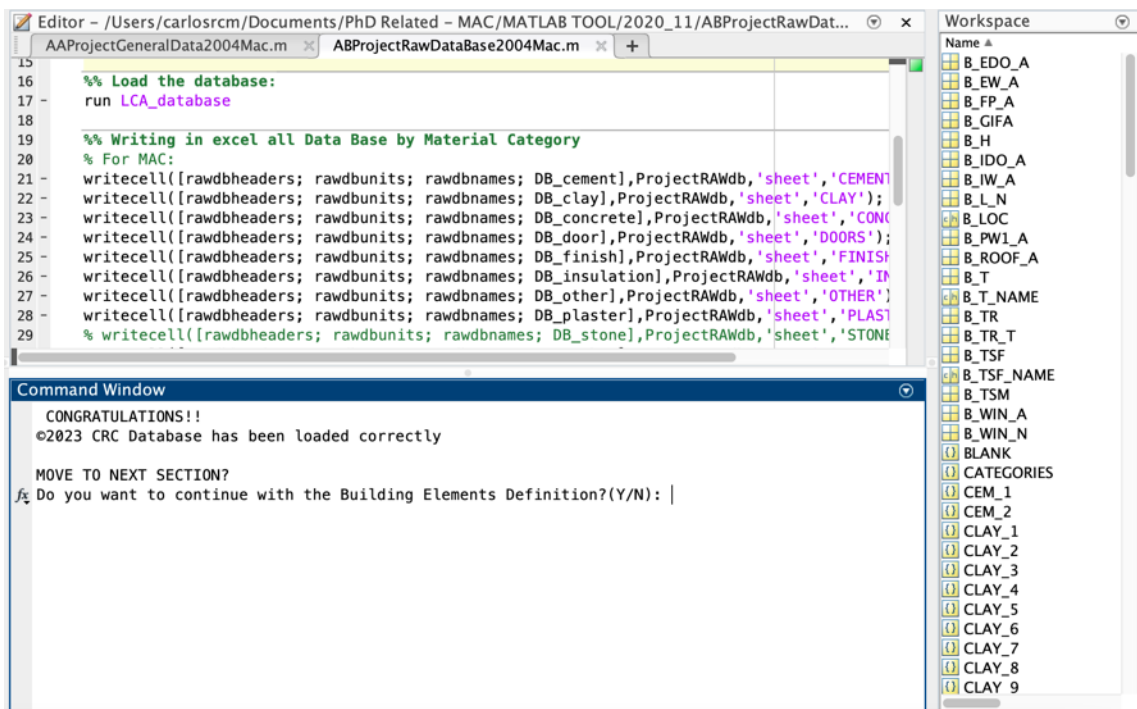 Editor - /Users/carlosrcm/Documents/PhD Related - MAC/MATLAB TOOL/2020_11/ABProjectRawDat...
AAProjectGeneralData2004Mac.m
ABProjectRawDataBase2004Mac.m
15
16 %% Load the database:
17 - run LCA_database
18
19 %% Writing in excel all Data Base by Material Category
20 % For MAC:
21 - writecell([rawdbheaders; rawdbunits; rawdbnames; DB_cement],ProjectRAWdb,'sheet','CEMENT
22 - writecell([rawdbheaders; rawdbunits; rawdbnames; DB_clay],ProjectRAWdb,'sheet','CLAY');
23 - writecell([rawdbheaders; rawdbunits; rawdbnames; DB_concrete],ProjectRAWdb,'sheet','CONC
24 - writecell([rawdbheaders; rawdbunits; rawdbnames; DB_door],ProjectRAWdb,'sheet','DOORS');
25 - writecell([rawdbheaders; rawdbunits; rawdbnames; DB_finish],ProjectRAWdb,'sheet','FINISH
26 - writecell([rawdbheaders; rawdbunits; rawdbnames; DB_insulation],ProjectRAWdb,'sheet','IN
27 - writecell([rawdbheaders; rawdbunits; rawdbnames; DB_other],ProjectRAWdb,'sheet','OTHER')
28 - writecell([rawdbheaders; rawdbunits; rawdbnames; DB_plaster],ProjectRAWdb,'sheet','PLAST
29 % writecell([rawdbheaders; rawdbunits; rawdbnames; DB_stone],ProjectRAWdb,'sheet','STONE
Command Window
CONGRATULATIONS!!
©2023 CRC Database has been loaded correctly
MOVE TO NEXT SECTION?
fx Do you want to continue with the Building Elements Definition?(Y/N):
Workspace
Name
B_EDO_A
B_EW_A
B_FP_A
B_GIFA
B_H
B_IDO_A
B_IW_A
B_L_N
B_LOC
B_PW1_A
B_ROOF_A
B_T
B_T_NAME
B_TR
B_TR_T
B_TSF
B_TSF_NAME
B_TSM
B_WIN_A
B_WIN_N
BLANK
CATEGORIES
CEM_1
CEM_2
CLAY_1
CLAY_2
CLAY_3
CLAY_4
CLAY_5
CLAY_6
CLAY_7
CLAY_8
CLAY_9